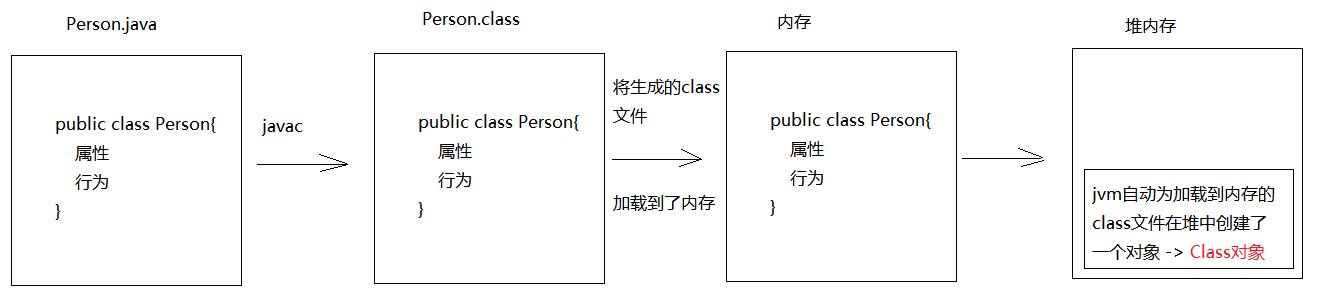 Person.java
public class Person{
属性
行为
}
javac
Person.class
public class Person{
属性
行为
}
将生成的class
文件
加载到了内存
内存
public class Person{
属性
行为
}
堆内存
jvm自动为加载到内存的
class文件在堆中创建了
一个对象 -> Class对象